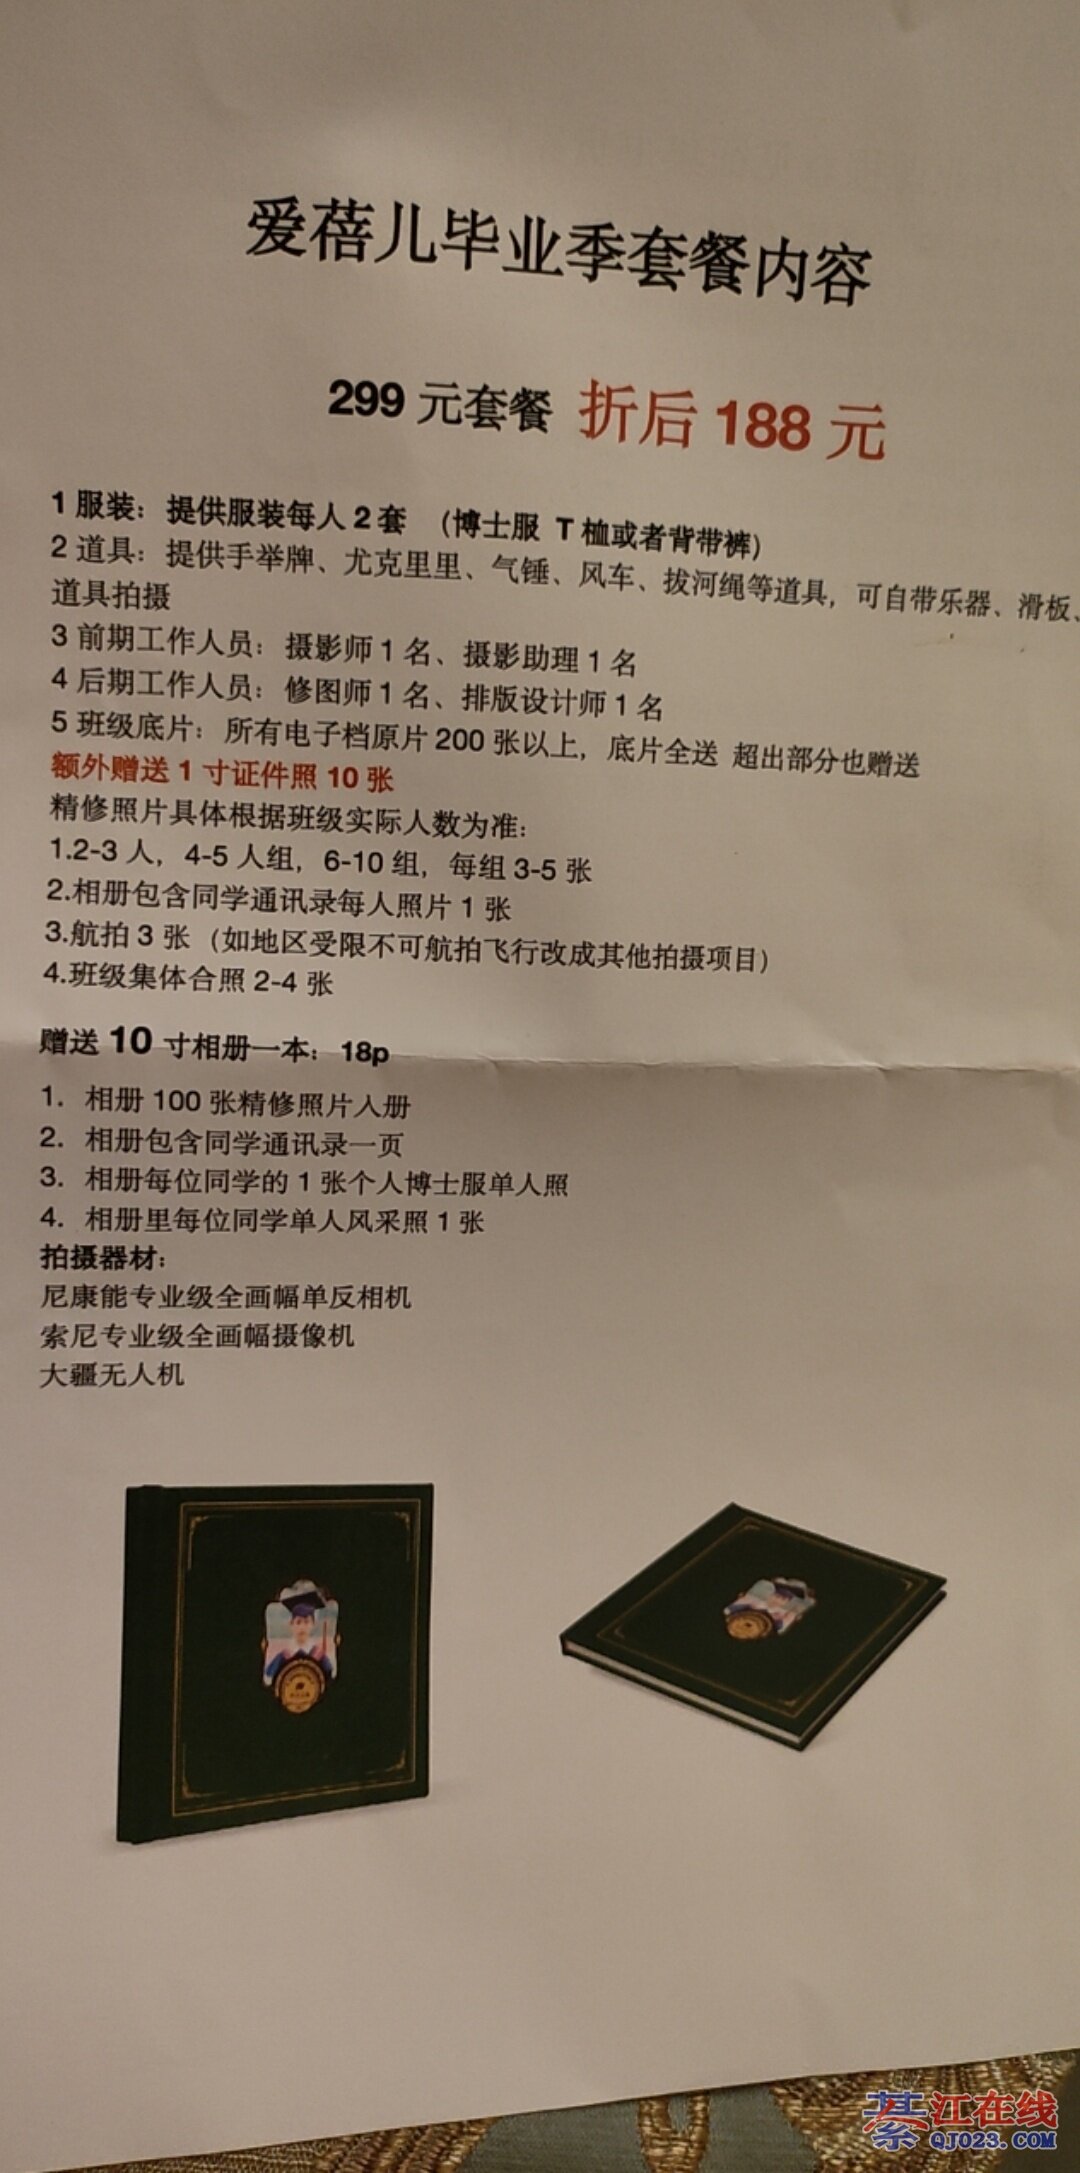 爱蓓儿毕业季套餐内容
299 元套餐 折后 188 元
1 服装：提供服装每人 2 套 （博士服 T 桖或者背带裤）
2 道具：提供手举牌、尤克里里、气锤、风车、拔河绳等道具，可自带乐器、滑板、
道具拍摄
3 前期工作人员：摄影师 1 名、摄影助理 1 名
4 后期工作人员：修图师 1 名、排版设计师 1 名
5 班级底片：所有电子档原片 200 张以上，底片全送 超出部分也赠送
额外赠送 1 寸证件照 10 张
精修照片具体根据班级实际人数为准：
1.2-3 人，4-5 人组，6-10 组，每组 3-5 张
2.相册包含同学通讯录每人照片 1 张
3.航拍 3 张（如地区受限不可航拍飞行改成其他拍摄项目）
4.班级集体合照 2-4 张
赠送 10 寸相册一本：18p
1. 相册 100 张精修照片入册
2. 相册包含同学通讯录一页
3. 相册每位同学的 1 张个人博士服单人照
4. 相册里每位同学单人风采照 1 张
拍摄器材：
尼康能专业级全画幅单反相机
索尼专业级全画幅摄像机
大疆无人机
綦江在线
QJ023.COM